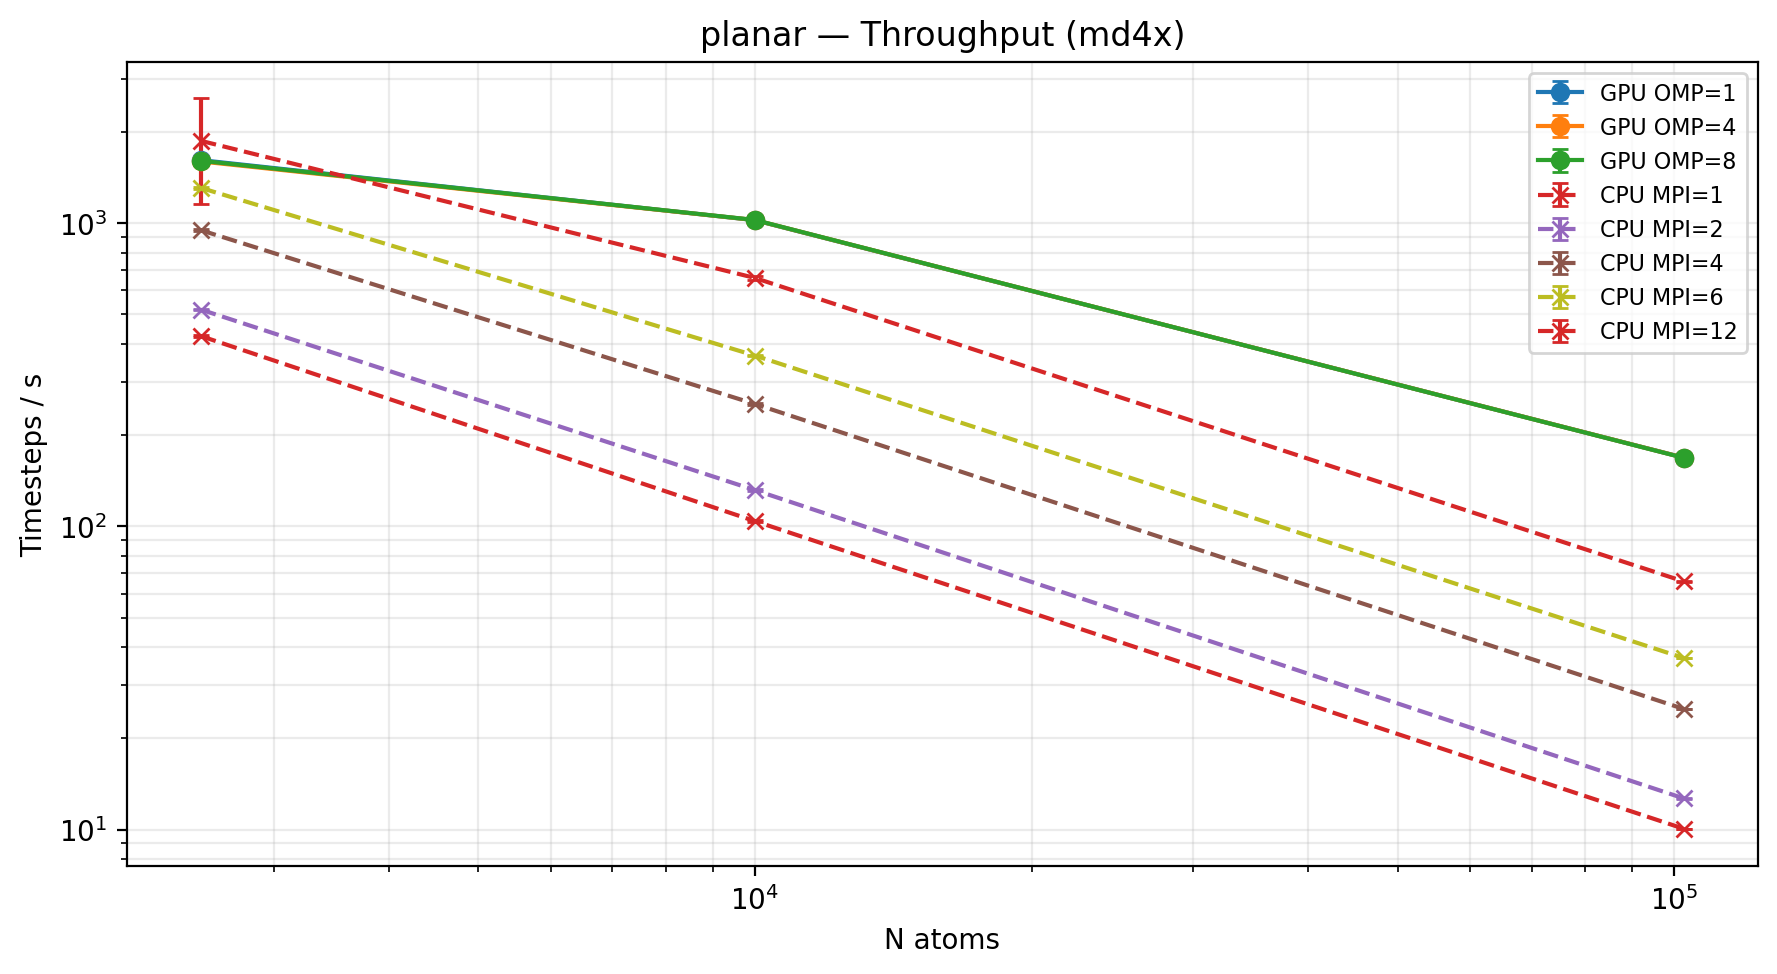 planar — Throughput (md4x)
GPU OMP=1
GPU OMP=4
GPU OMP=8
CPU MPI=1
CPU MPI=2
CPU MPI=4
CPU MPI=6
CPU MPI=12
Timesteps / s
10³
10²
10¹
10⁴ 10⁵
N atoms